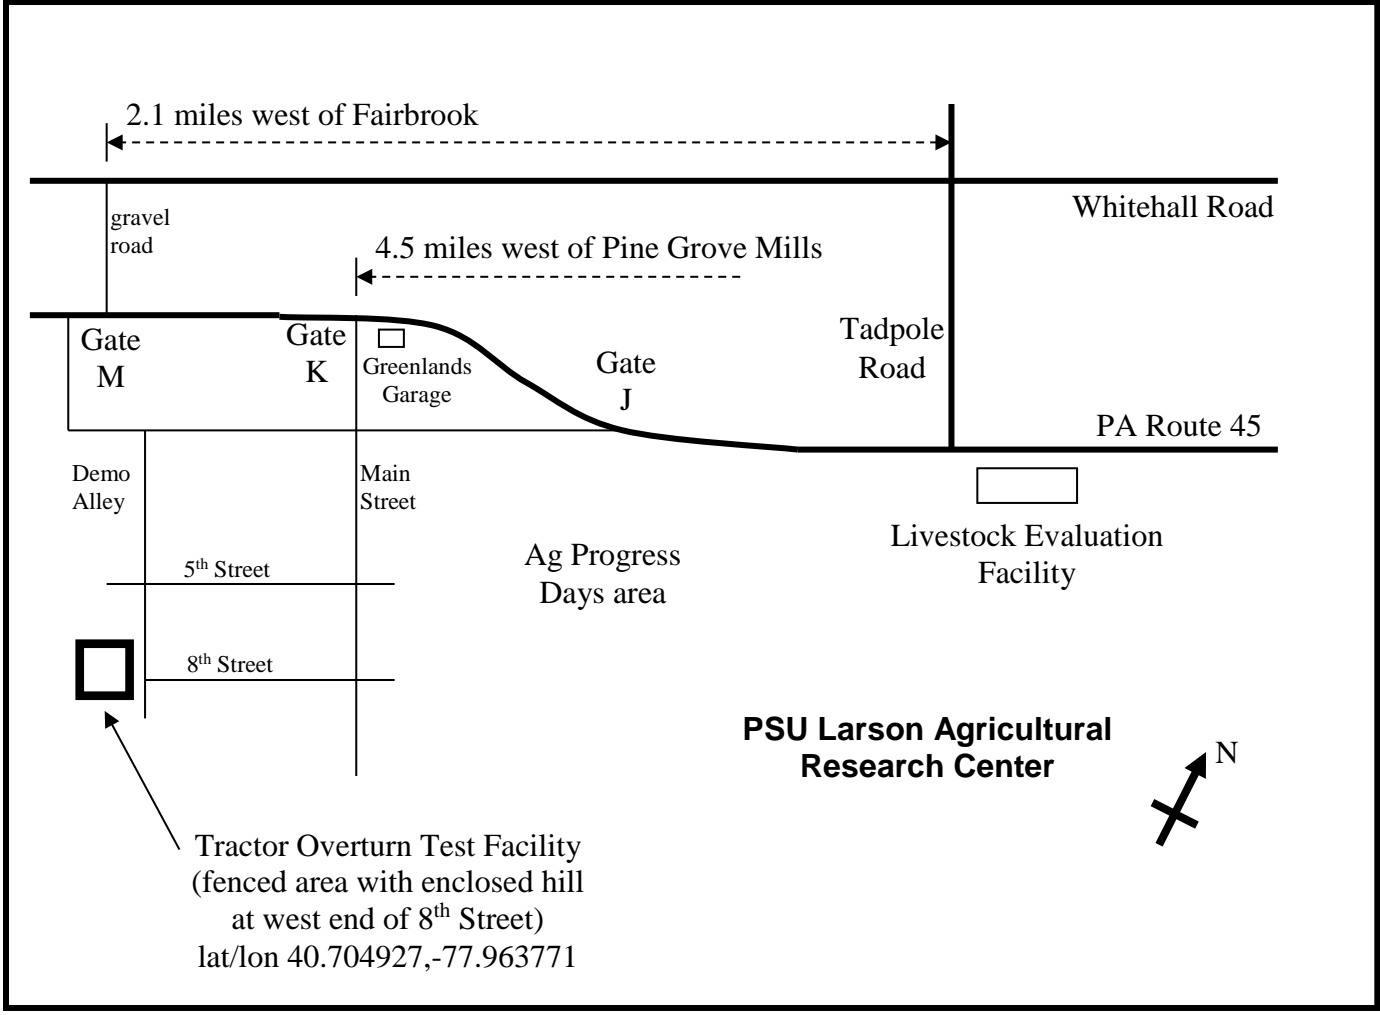 2.1 miles west of Fairbrook
Whitehall Road
gravel
road
4.5 miles west of Pine Grove Mills
Gate
M
Gate
K
Greenlands
Garage
Gate
J
Tadpole
Road
PA Route 45
Demo
Alley
Main
Street
Livestock Evaluation
Facility
Ag Progress
Days area
5th Street
8th Street
PSU Larson Agricultural
Research Center
N
Tractor Overturn Test Facility
(fenced area with enclosed hill
at west end of 8th Street)
lat/lon 40.704927,-77.963771